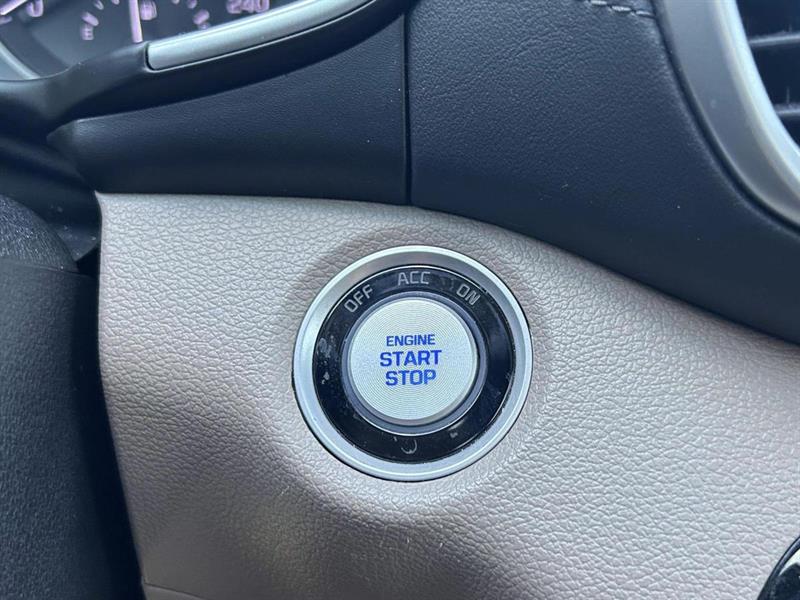 240
OFF ACC ON
ENGINE
START
STOP